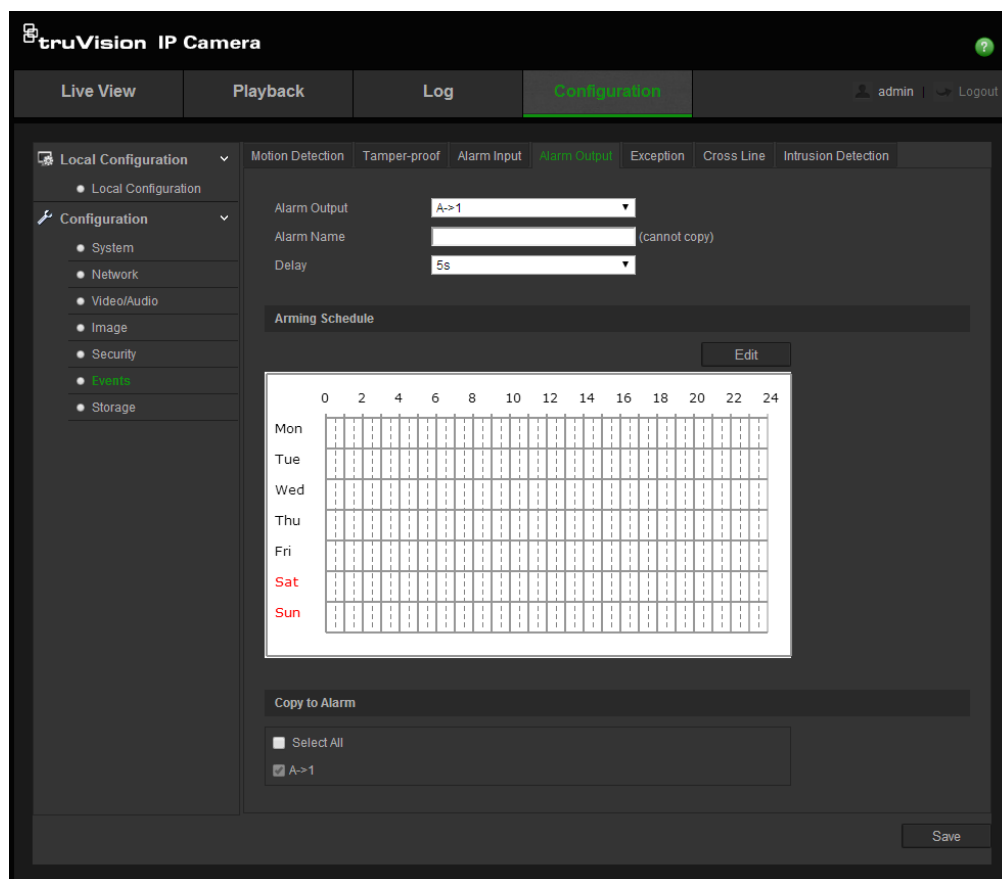 truVision IP Camera
?
Live View Playback Log Configuration admin | Logout
Local Configuration
Local Configuration
Configuration
System
Network
Video/Audio
Image
Security
Events
Storage
Motion Detection Tamper-proof Alarm Input Alarm Output Exception Cross Line Intrusion Detection
Alarm Output A->1
Alarm Name (cannot copy)
Delay 5s
Arming Schedule
Edit
0 2 4 6 8 10 12 14 16 18 20 22 24
Mon
Tue
Wed
Thu
Fri
Sat
Sun
Copy to Alarm
Select All
A->1
Save